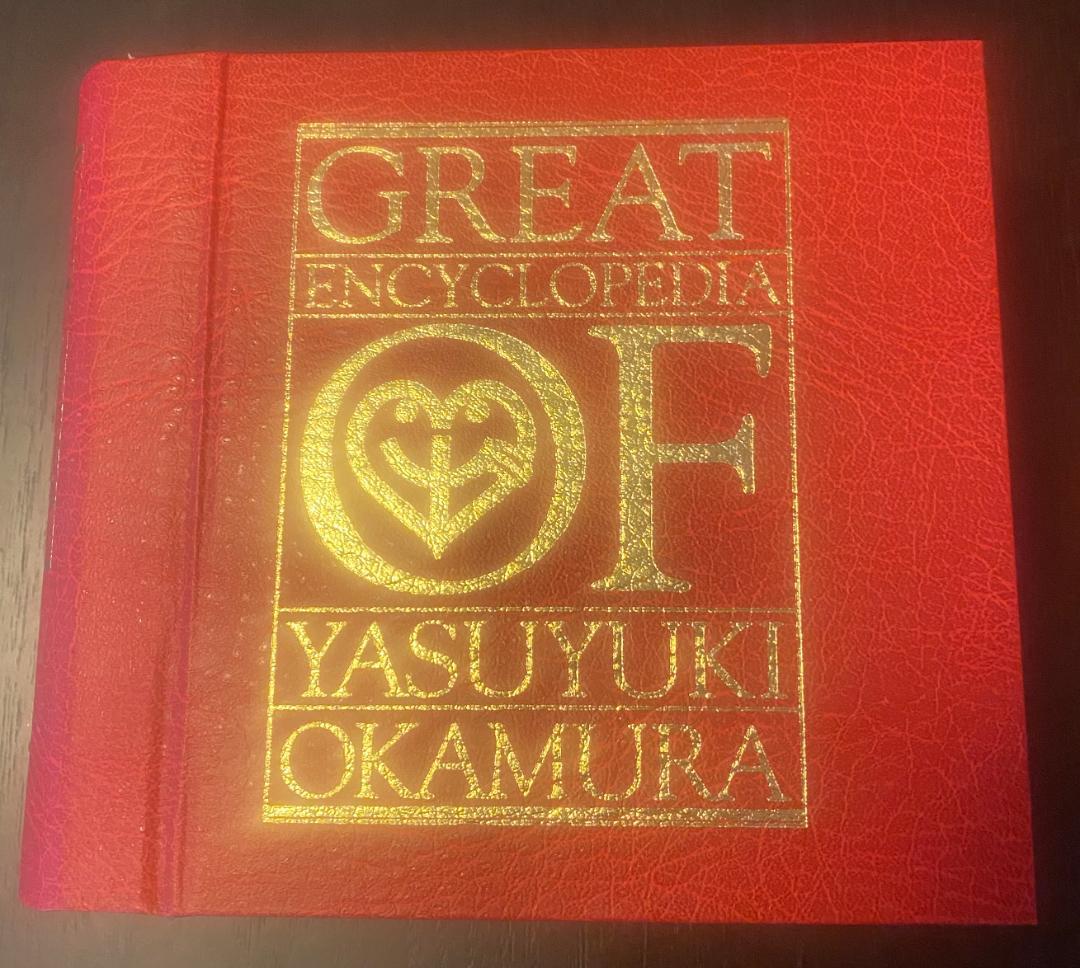 GREAT
ENCYCLOPEDIA
OF
YASUYUKI
OKAMURA